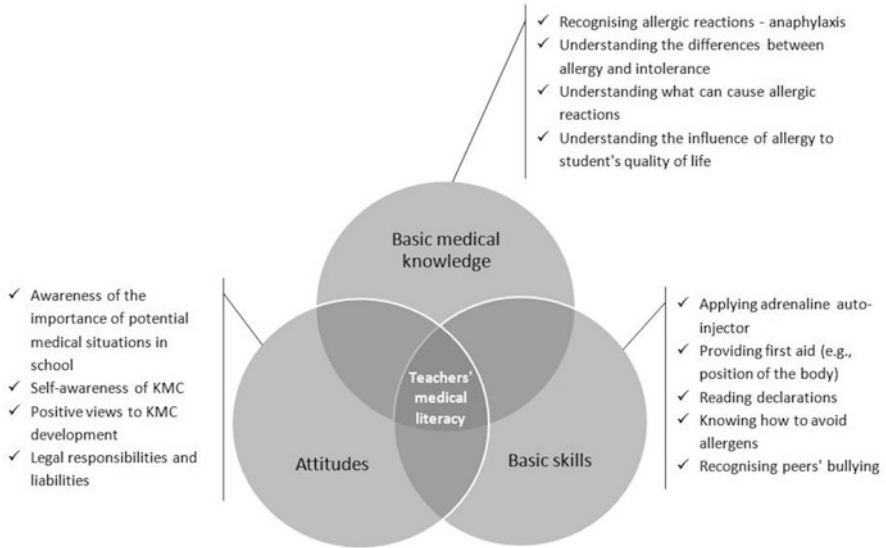 ✓ Recognising allergic reactions - anaphylaxis
✓ Understanding the differences between
allergy and intolerance
✓ Understanding what can cause allergic
reactions
✓ Understanding the influence of allergy to
student's quality of life
Basic medical
knowledge
✓ Awareness of the
importance of potential
medical situations in
school
✓ Self-awareness of KMC
✓ Positive views to KMC
development
✓ Legal responsibilities and
liabilities
Teachers'
medical
literacy
Attitudes
Basic skills
✓ Applying adrenaline auto-
injector
✓ Providing first aid (e.g.,
position of the body)
✓ Reading declarations
✓ Knowing how to avoid
allergens
✓ Recognising peers' bullying